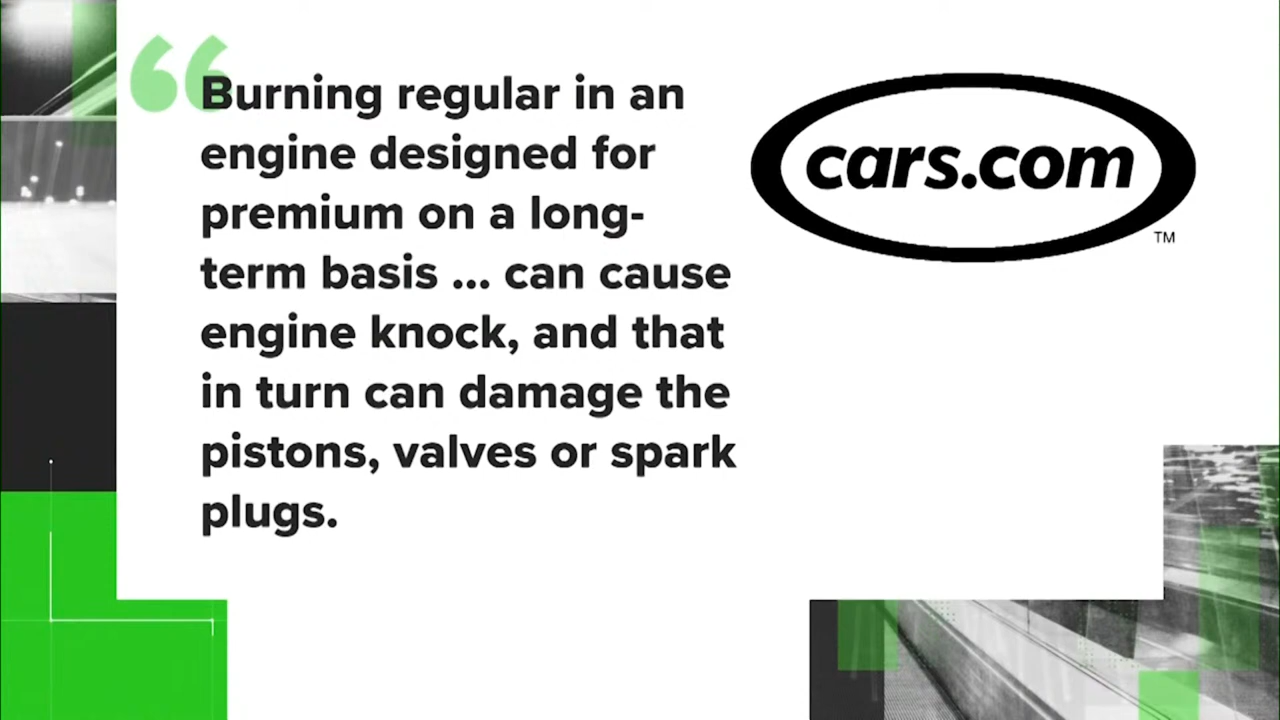 “
Burning regular in an
engine designed for
premium on a long-
term basis ... can cause
engine knock, and that
in turn can damage the
pistons, valves or spark
plugs.
cars.com
TM